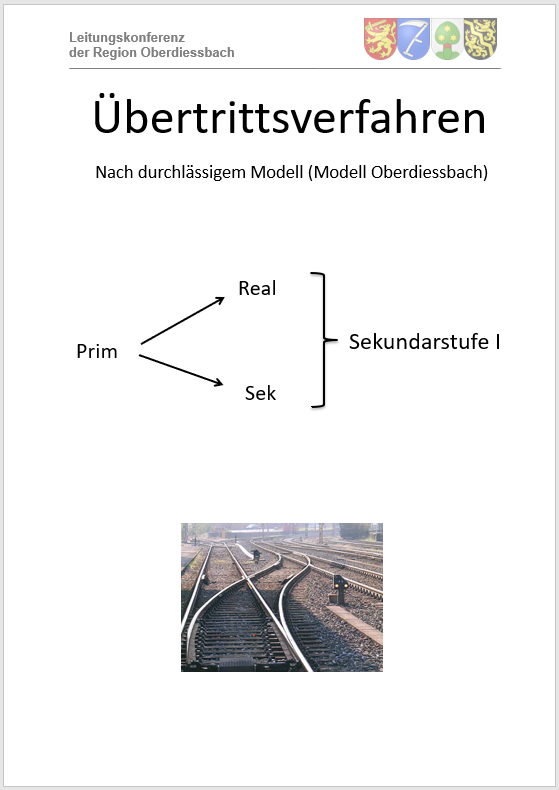 Leitungskonferenz
der Region Oberdiessbach
Übertrittsverfahren
Nach durchlässigem Modell (Modell Oberdiessbach)
Real
Prim
Sekundarstufe I
Sek